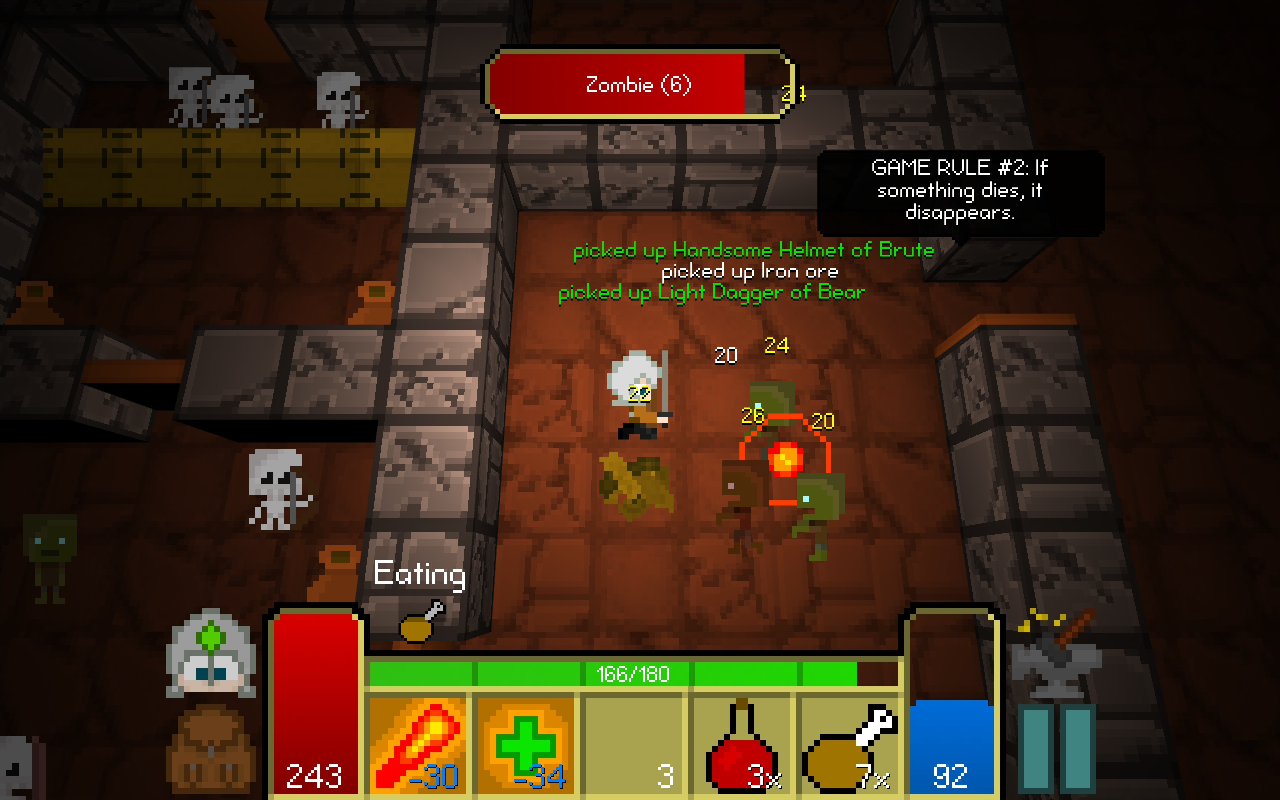 Zombie (6)
24
GAME RULE #2: If
something dies, it
disappears.
picked up Handsome Helmet of Brute
picked up Iron ore
picked up Light Dagger of Bear
20
24
22
26
20
Eating
166/180
243
-30
-34
3
3x
7x
92